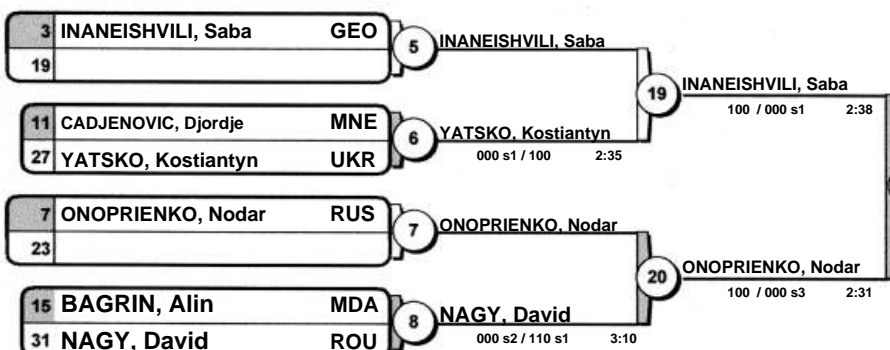 3 INANEISHVILI, Saba GEO
19
5
INANEISHVILI, Saba
11 CADJENOVIC, Djordje MNE
27 YATSKO, Kostiantyn UKR
6
YATSKO, Kostiantyn
000 s1 / 100 2:35
19
INANEISHVILI, Saba
100 / 000 s1 2:38
7 ONOPRIENKO, Nodar RUS
23
7
ONOPRIENKO, Nodar
15 BAGRIN, Alin MDA
31 NAGY, David ROU
8
NAGY, David
000 s2 / 110 s1 3:10
20
ONOPRIENKO, Nodar
100 / 000 s3 2:31